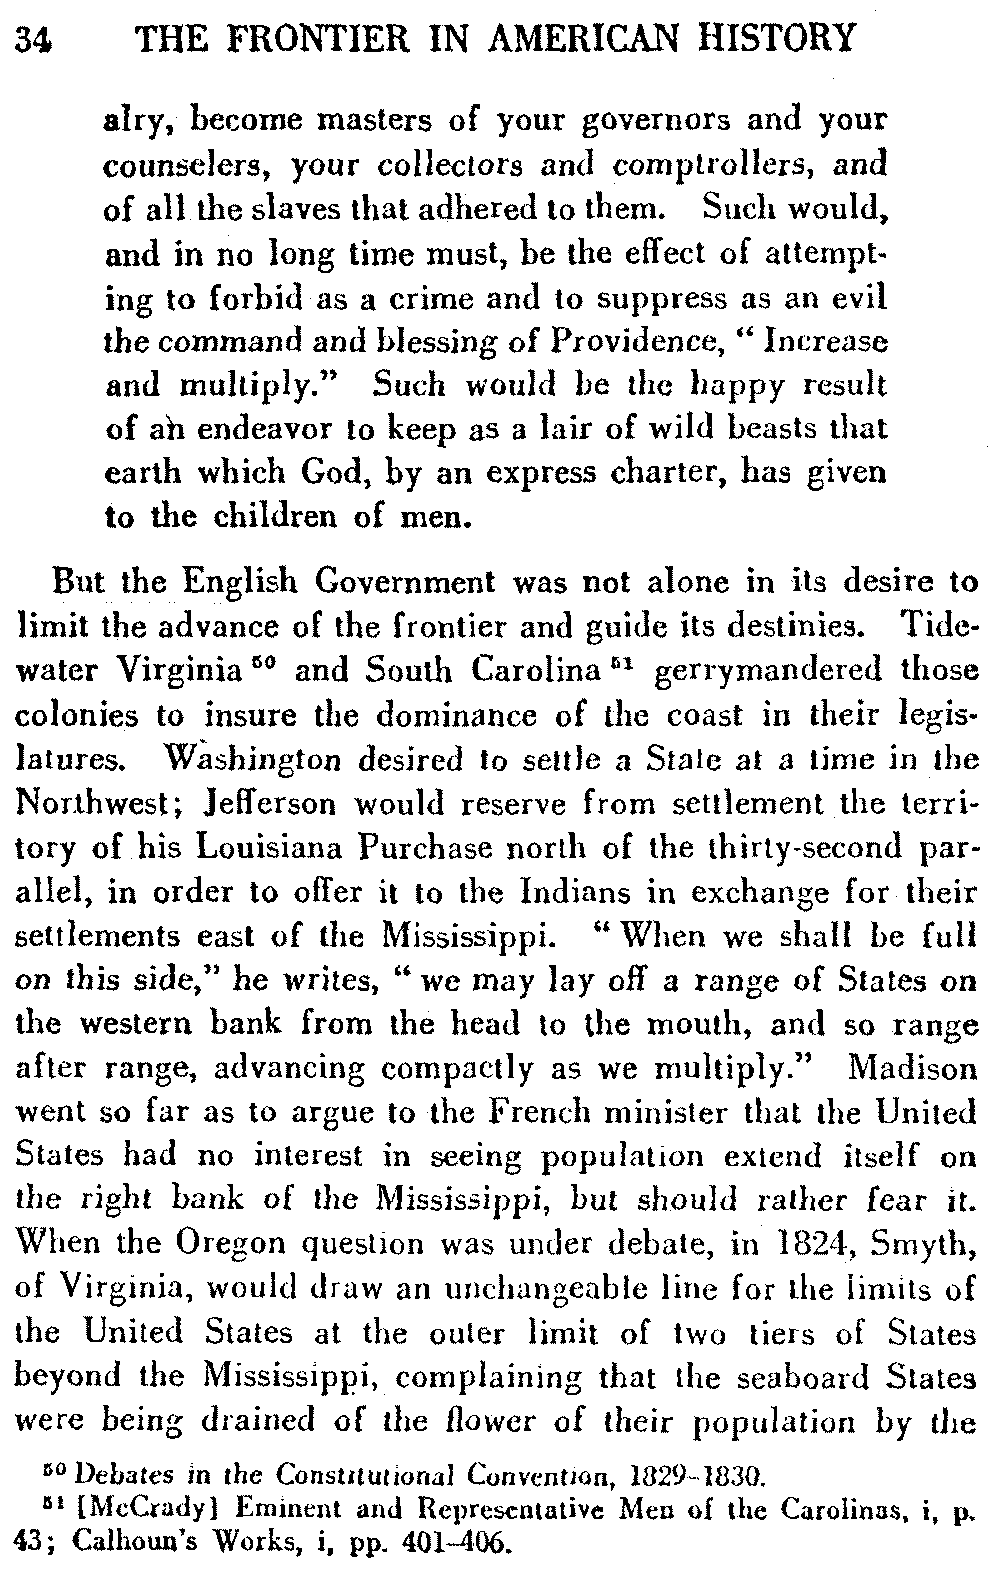 34 THE FRONTIER IN AMERICAN HISTORY
alry, become masters of your governors and your
counselers, your collectors and comptrollers, and
of all the slaves that adhered to them. Such would,
and in no long time must, be the effect of attempt-
ing to forbid as a crime and to suppress as an evil
the command and blessing of Providence, “ Increase
and multiply.” Such would be the happy result
of an endeavor to keep as a lair of wild beasts that
earth which God, by an express charter, has given
to the children of men.
But the English Government was not alone in its desire to
limit the advance of the frontier and guide its destinies. Tide-
water Virginia ⁵⁰ and South Carolina ⁵¹ gerrymandered those
colonies to insure the dominance of the coast in their legis-
latures. Washington desired to settle a State at a time in the
Northwest; Jefferson would reserve from settlement the terri-
tory of his Louisiana Purchase north of the thirty-second par-
allel, in order to offer it to the Indians in exchange for their
settlements east of the Mississippi. “ When we shall be full
on this side,” he writes, “ we may lay off a range of States on
the western bank from the head to the mouth, and so range
after range, advancing compactly as we multiply.” Madison
went so far as to argue to the French minister that the United
States had no interest in seeing population extend itself on
the right bank of the Mississippi, but should rather fear it.
When the Oregon question was under debate, in 1824, Smyth,
of Virginia, would draw an unchangeable line for the limits of
the United States at the outer limit of two tiers of States
beyond the Mississippi, complaining that the seaboard States
were being drained of the flower of their population by the
⁵⁰ Debates in the Constitutional Convention, 1829–1830.
⁵¹ [McCrady] Eminent and Representative Men of the Carolinas, i, p.
43; Calhoun's Works, i, pp. 401–406.